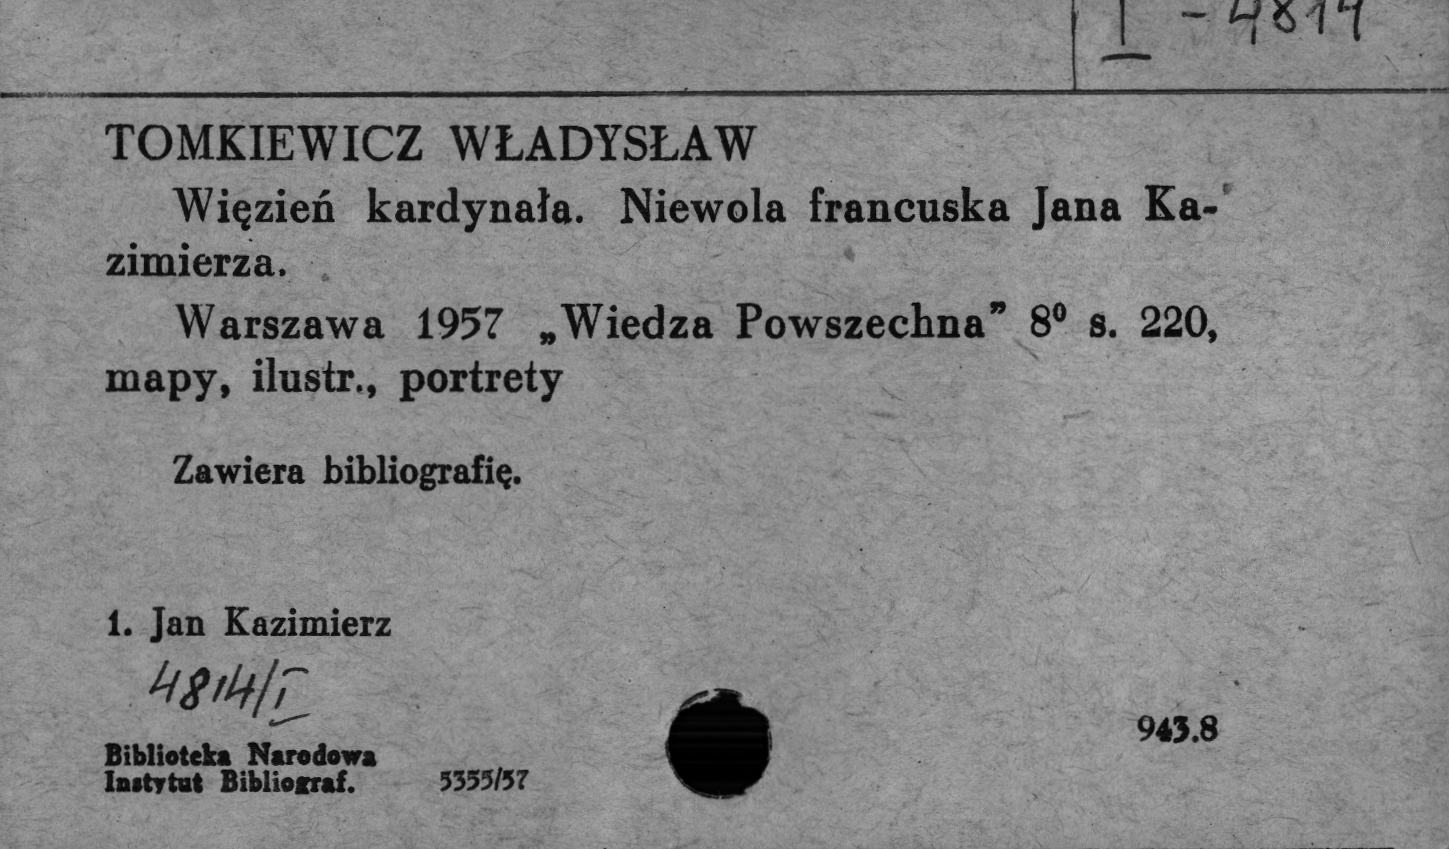 I - 4814
TOMKIEWICZ WŁADYSŁAW
Więzień kardynała. Niewola francuska Jana Ka-
zimierza.
Warszawa 1957 „Wiedza Powszechna” 8⁰ s. 220,
mapy, ilustr., portrety
Zawiera bibliografię.
1. Jan Kazimierz
4814/I
943.8
Biblioteka Narodowa
Instytut Bibliograf. 5355/57